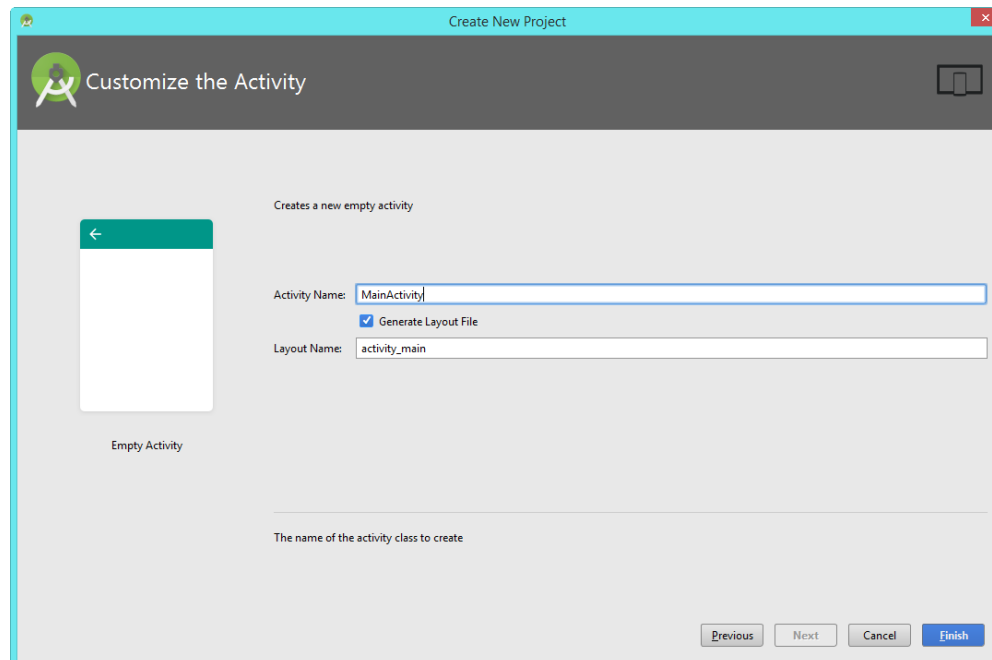 Create New Project
Customize the Activity
Creates a new empty activity
Activity Name: MainActivity
Generate Layout File
Layout Name: activity_main
Empty Activity
The name of the activity class to create
Previous Next Cancel Finish